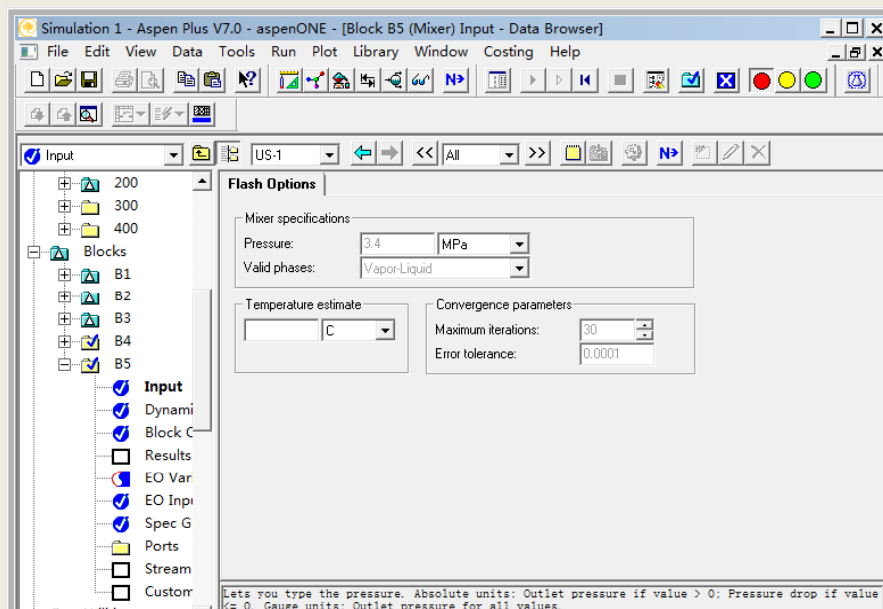 Simulation 1 - Aspen Plus V7.0 - aspenONE - [Block B5 (Mixer) Input - Data Browser]
File Edit View Data Tools Run Plot Library Window Costing Help
N➔
Input US-1 << All >> N➔
200
300
400
Blocks
B1
B2
B3
B4
B5
Input
Dynami
Block C
Results
EO Var
EO Inpu
Spec G
Ports
Stream
Custom
Flash Options
Mixer specifications
Pressure: 3.4 MPa
Valid phases: Vapor-Liquid
Temperature estimate
C
Convergence parameters
Maximum iterations: 30
Error tolerance: 0.0001
Lets you type the pressure. Absolute units: Outlet pressure if value > 0; Pressure drop if value
<= 0. Gauge units: Outlet pressure for all values.